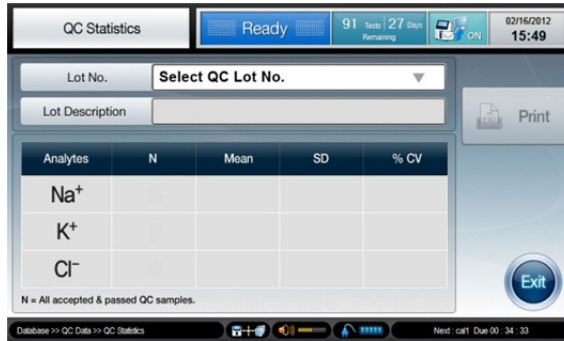 QC Statistics
Ready
91 Tests 27 Days
Remaining
ON
02/16/2012
15:49
Lot No.
Select QC Lot No.
Lot Description
Print
Analytes N Mean SD % CV
Na⁺
K⁺
Cl⁻
N = All accepted & passed QC samples.
Exit
Database >> QC Data >> QC Statistics
Next : cal1 Due 00 : 34 : 33